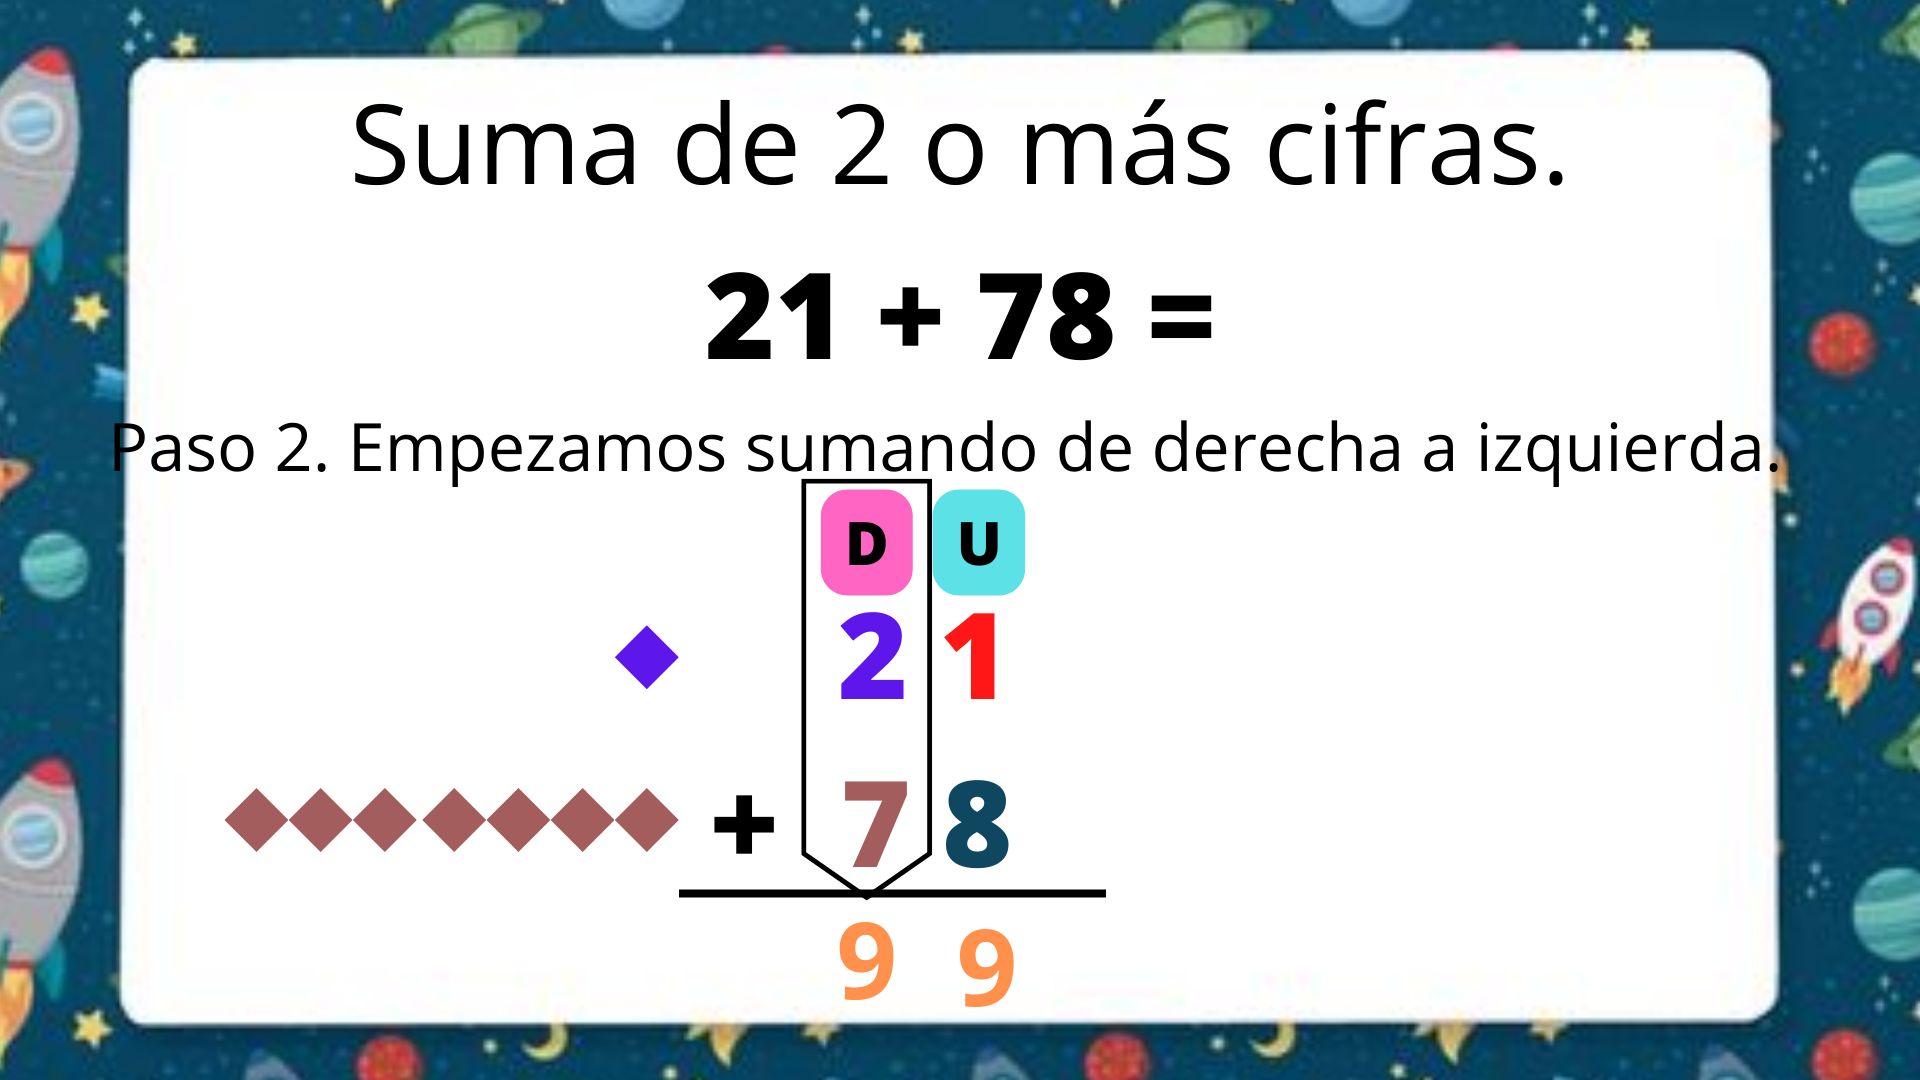 Suma de 2 o más cifras.
21 + 78 =
Paso 2. Empezamos sumando de derecha a izquierda.
D U
2 1
+ 7 8
9 9